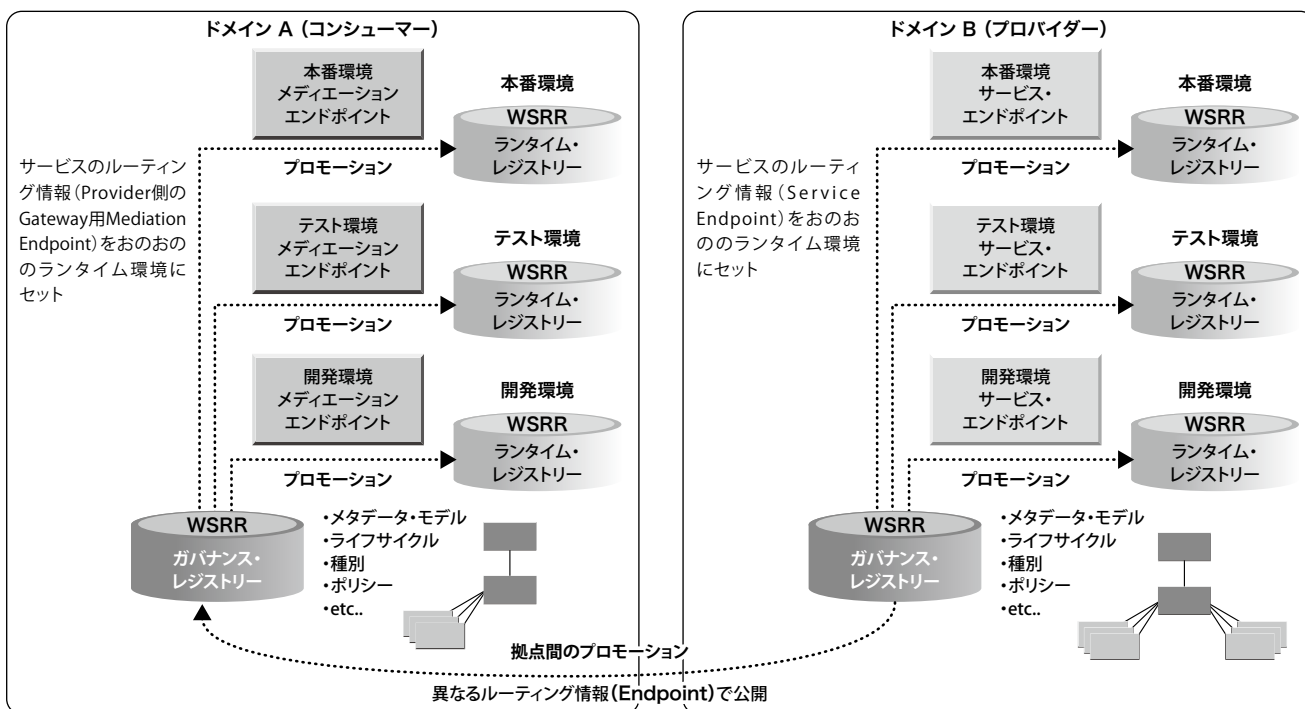 ドメイン A（コンシューマー）
本番環境
メディエーション
エンドポイント
本番環境
WSRR
ランタイム・
レジストリー
プロモーション
サービスのルーティン
グ情報（Provider側の
Gateway用Mediation
Endpoint）をおのおの
のランタイム環境に
セット
テスト環境
メディエーション
エンドポイント
テスト環境
WSRR
ランタイム・
レジストリー
プロモーション
開発環境
メディエーション
エンドポイント
開発環境
WSRR
ランタイム・
レジストリー
プロモーション
WSRR
ガバナンス・
レジストリー
・メタデータ・モデル
・ライフサイクル
・種別
・ポリシー
・etc..
ドメイン B（プロバイダー）
本番環境
サービス・
エンドポイント
本番環境
WSRR
ランタイム・
レジストリー
プロモーション
サービスのルーティ
ング情報（Service
Endpoint）をおのお
ののランタイム環境
にセット
テスト環境
サービス・
エンドポイント
テスト環境
WSRR
ランタイム・
レジストリー
プロモーション
開発環境
サービス・
エンドポイント
開発環境
WSRR
ランタイム・
レジストリー
プロモーション
WSRR
ガバナンス・
レジストリー
・メタデータ・モデル
・ライフサイクル
・種別
・ポリシー
・etc..
拠点間のプロモーション
異なるルーティング情報（Endpoint）で公開